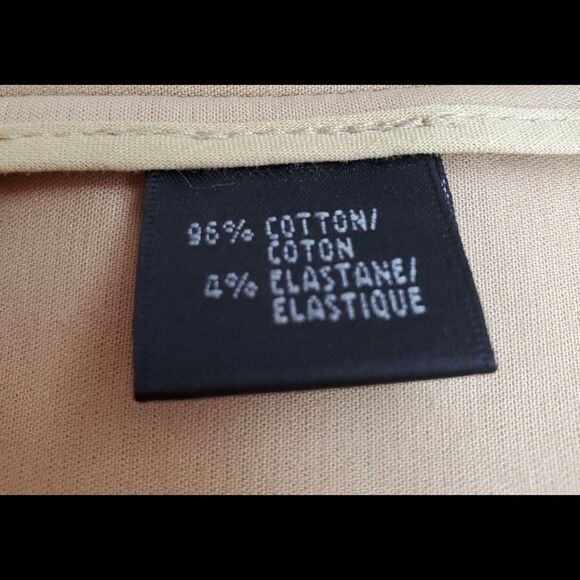 96% COTTON/
COTON
4% ELASTANE/
ELASTIQUE